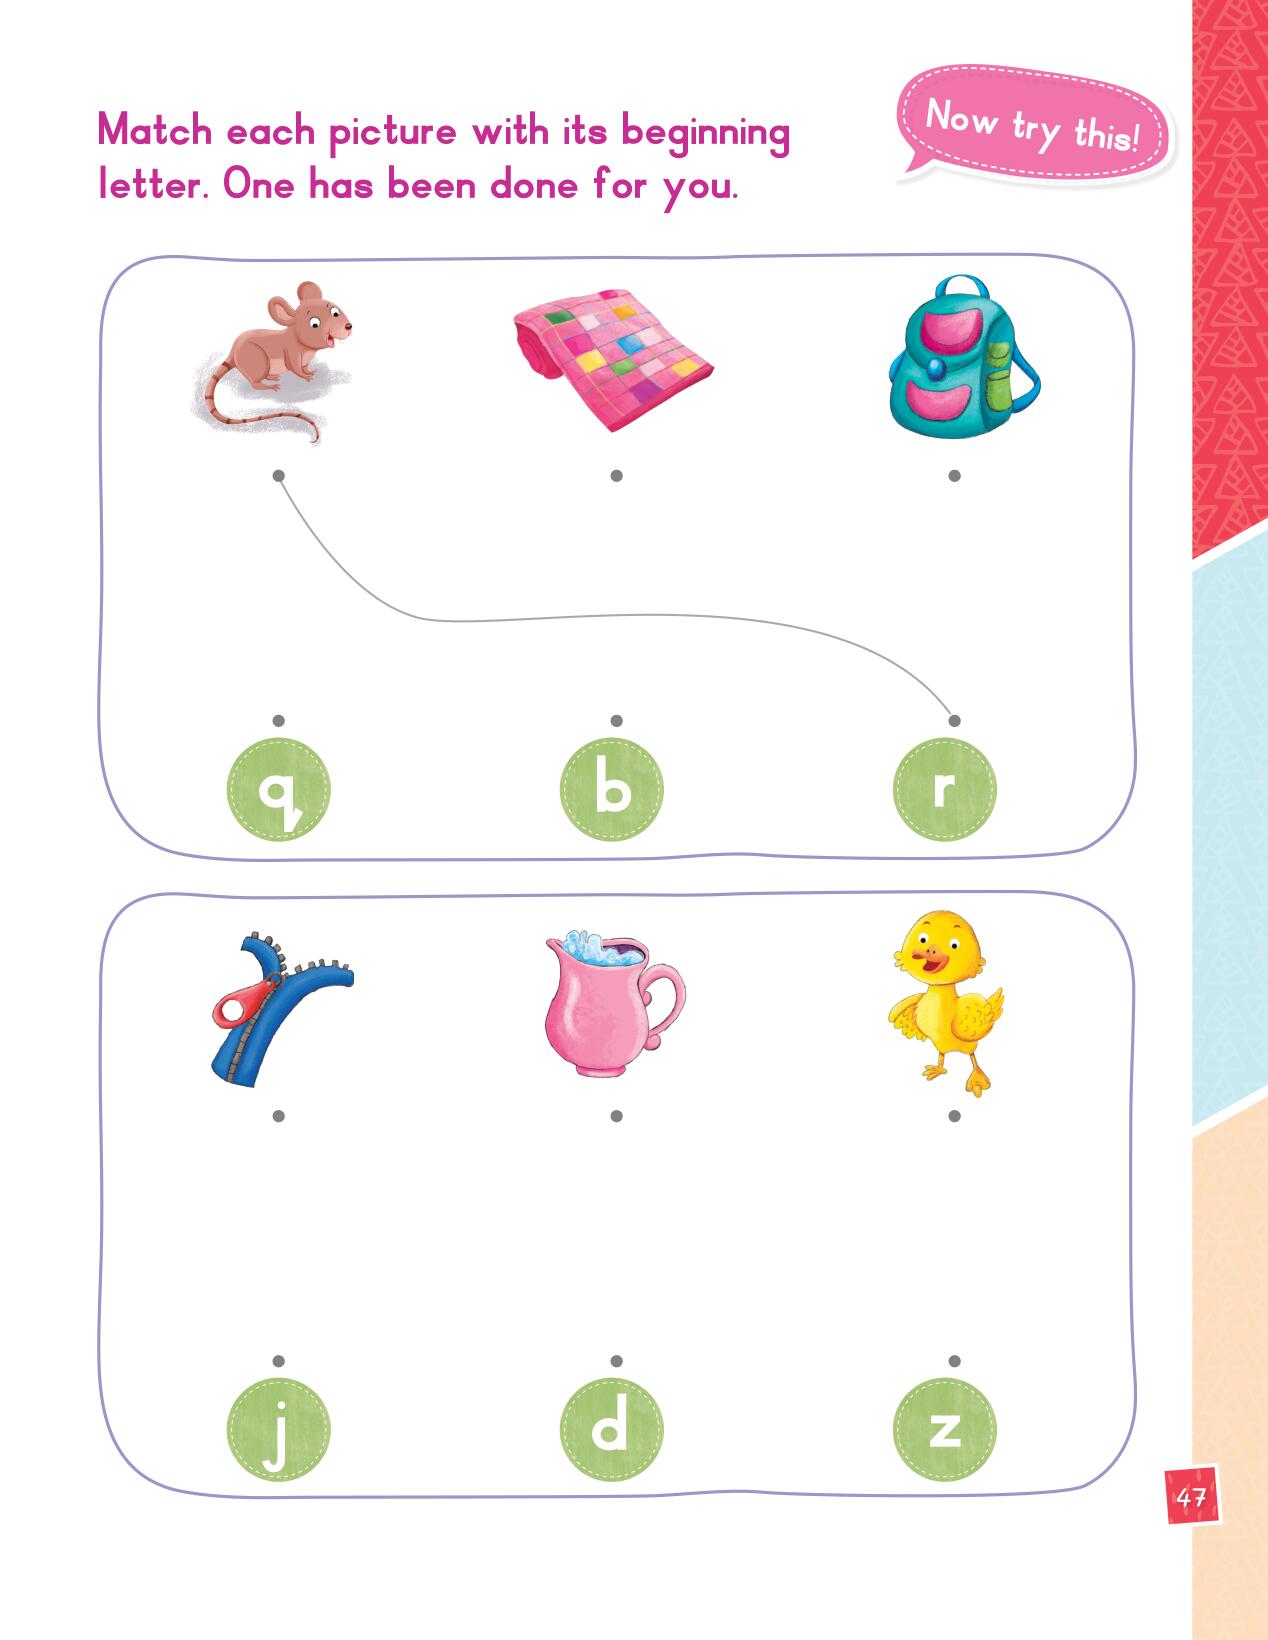 Now try this!
Match each picture with its beginning
letter. One has been done for you.
q b r
j d z
47